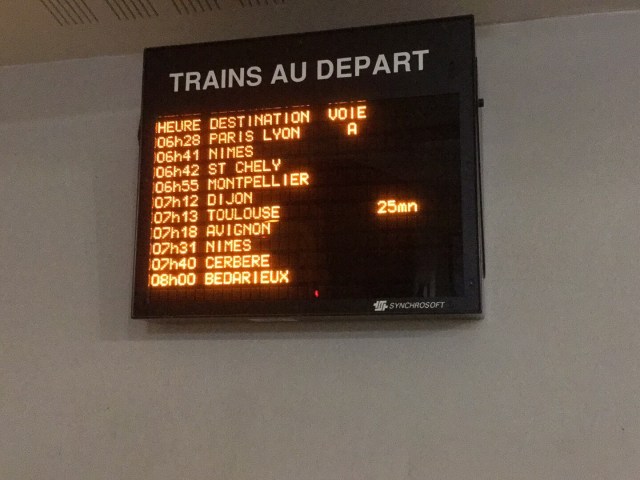 TRAINS AU DEPART
HEURE DESTINATION VOIE
06h28 PARIS LYON A
06h41 NIMES
06h42 ST CHELY
06h55 MONTPELLIER
07h12 DIJON
07h13 TOULOUSE 25mn
07h18 AVIGNON
07h31 NIMES
07h40 CERBERE
08h00 BEDARIEUX
SYNCHROSOFT